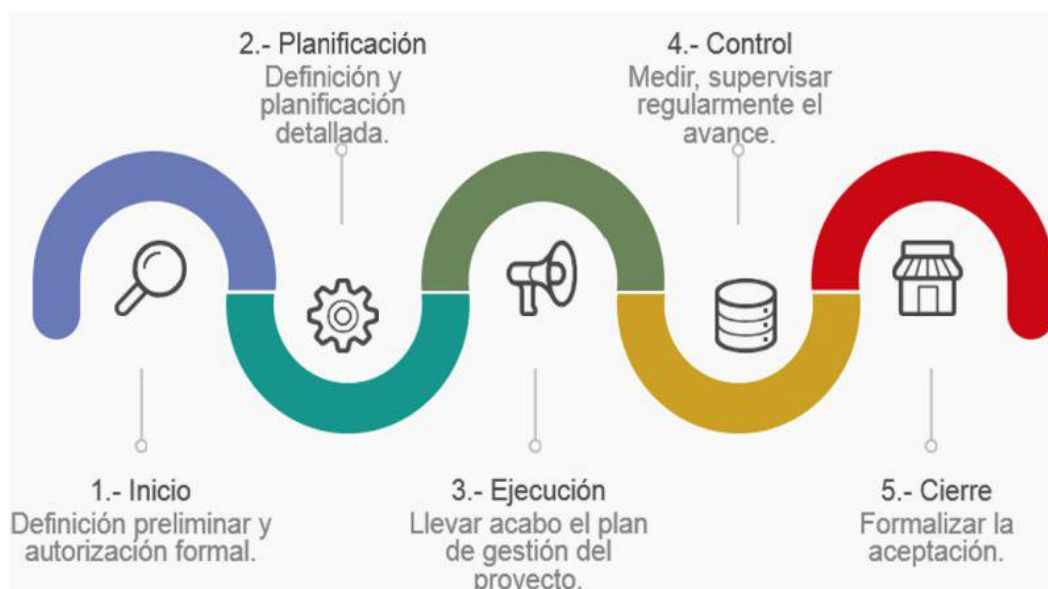 2.- Planificación
Definición y
planificación
detallada.
4.- Control
Medir, supervisar
regularmente el
avance.
1.- Inicio
Definición preliminar y
autorización formal.
3.- Ejecución
Llevar acabo el plan
de gestión del
proyecto.
5.- Cierre
Formalizar la
aceptación.